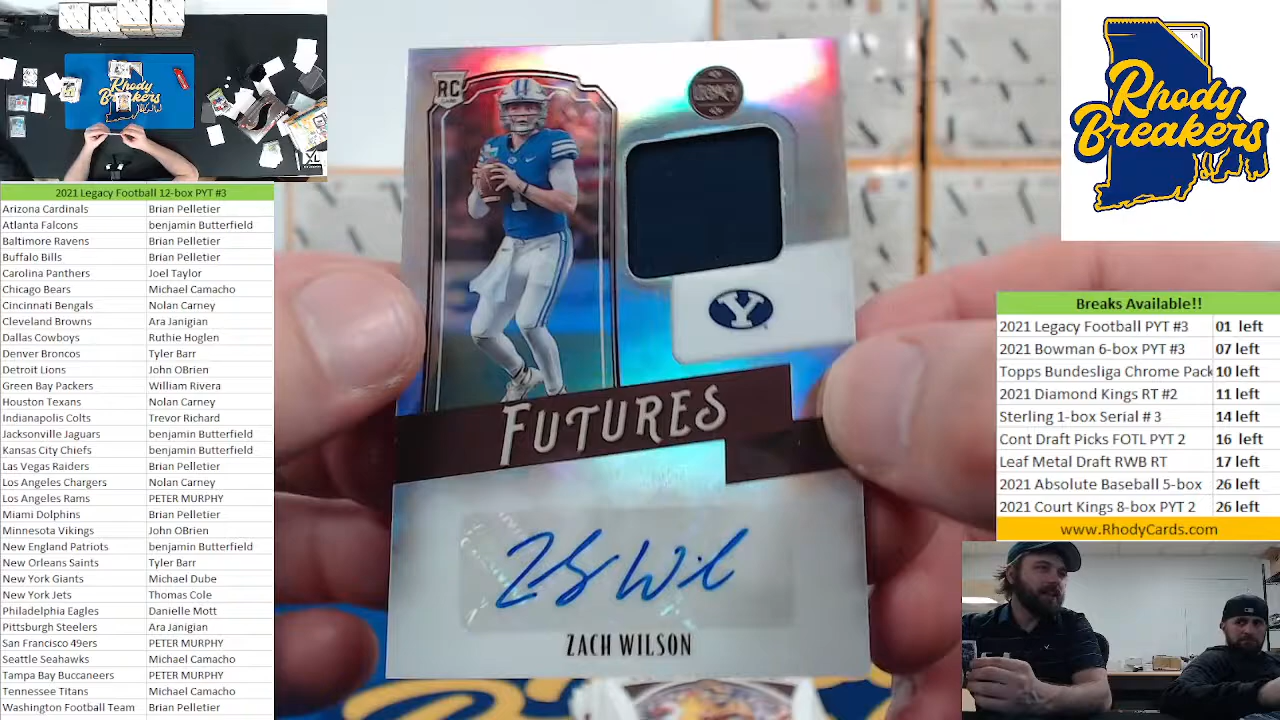 Rhody
Breakers
2021 Legacy Football 12-box PYT #3
Arizona Cardinals Brian Pelletier
Atlanta Falcons benjamin Butterfield
Baltimore Ravens Brian Pelletier
Buffalo Bills Brian Pelletier
Carolina Panthers Joel Taylor
Chicago Bears Michael Camacho
Cincinnati Bengals Nolan Carney
Cleveland Browns Ara Janigian
Dallas Cowboys Ruthie Hoglen
Denver Broncos Tyler Barr
Detroit Lions John OBrien
Green Bay Packers William Rivera
Houston Texans Nolan Carney
Indianapolis Colts Trevor Richard
Jacksonville Jaguars benjamin Butterfield
Kansas City Chiefs benjamin Butterfield
Las Vegas Raiders Brian Pelletier
Los Angeles Chargers Nolan Carney
Los Angeles Rams PETER MURPHY
Miami Dolphins Brian Pelletier
Minnesota Vikings John OBrien
New England Patriots benjamin Butterfield
New Orleans Saints Tyler Barr
New York Giants Michael Dube
New York Jets Thomas Cole
Philadelphia Eagles Danielle Mott
Pittsburgh Steelers Ara Janigian
San Francisco 49ers PETER MURPHY
Seattle Seahawks Michael Camacho
Tampa Bay Buccaneers PETER MURPHY
Tennessee Titans Michael Camacho
Washington Football Team Brian Pelletier
RC
LEGACY
1
Y
FUTURES
Zach Wil
ZACH WILSON
Rhody
Breakers
Breaks Available!!
2021 Legacy Football PYT #3 01 left
2021 Bowman 6-box PYT #3 07 left
Topps Bundesliga Chrome Pack 10 left
2021 Diamond Kings RT #2 11 left
Sterling 1-box Serial # 3 14 left
Cont Draft Picks FOTL PYT 2 16 left
Leaf Metal Draft RWB RT 17 left
2021 Absolute Baseball 5-box 26 left
2021 Court Kings 8-box PYT 2 26 left
www.RhodyCards.com